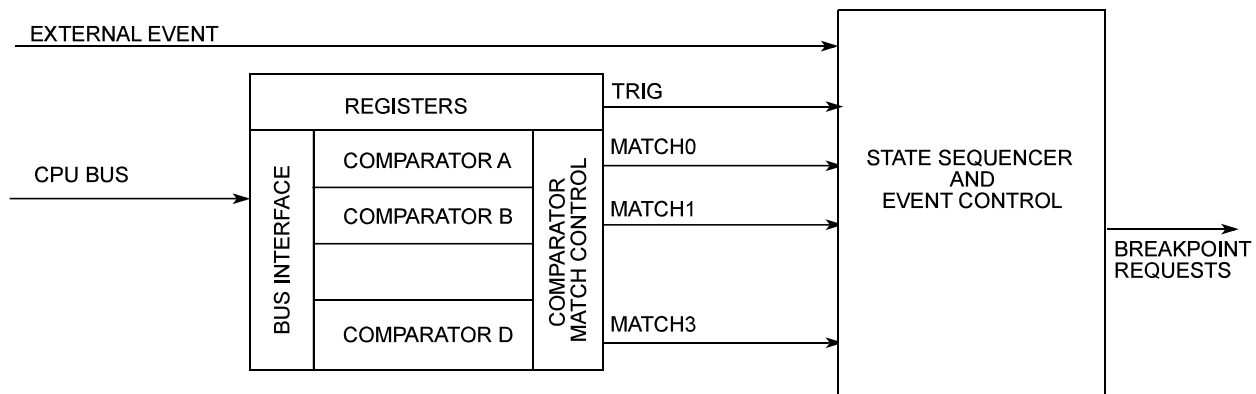 EXTERNAL EVENT
TRIG
REGISTERS
MATCH0
COMPARATOR A
CPU BUS
BUS INTERFACE
COMPARATOR B
COMPARATOR
MATCH CONTROL
MATCH1
STATE SEQUENCER
AND
EVENT CONTROL
BREAKPOINT
REQUESTS
COMPARATOR D
MATCH3